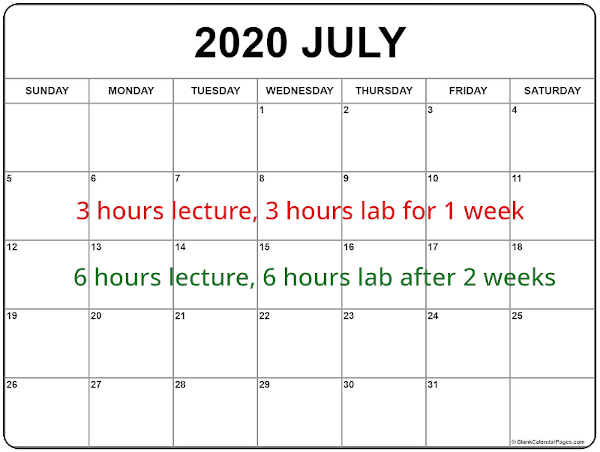 2020 JULY
SUNDAY MONDAY TUESDAY WEDNESDAY THURSDAY FRIDAY SATURDAY
1 2 3 4
5 6 7 8 9 10 11
3 hours lecture, 3 hours lab for 1 week
12 13 14 15 16 17 18
6 hours lecture, 6 hours lab after 2 weeks
19 20 21 22 23 24 25
26 27 28 29 30 31
© BlankCalendarPages.com